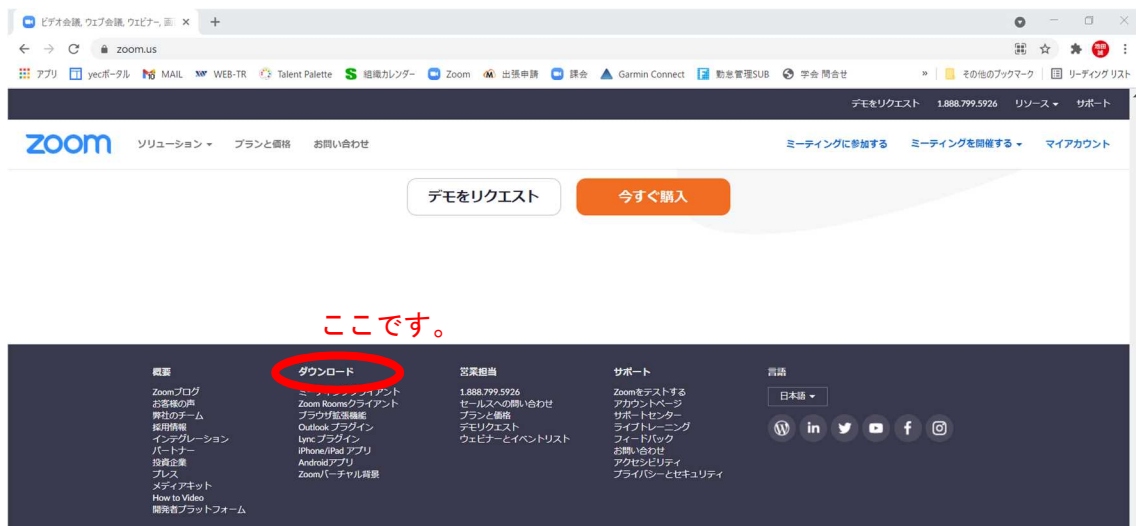 ビデオ会議, ウェブ会議, ウェビナー, 画
zoom.us
アプリ yecポータル MAIL WEB-TR Talent Palette 組織カレンダー Zoom 出張申請 課会 Garmin Connect 勤怠管理SUB 学会 問合せ » その他のブックマーク リーディング リスト
デモをリクエスト 1.888.799.5926 リソース サポート
zoom ソリューション プランと価格 お問い合わせ ミーティングに参加する ミーティングを開催する マイアカウント
デモをリクエスト 今すぐ購入
ここです。
概要
Zoomブログ
お客様の声
弊社のチーム
採用情報
インテグレーション
パートナー
投資企業
プレス
メディアキット
How to Video
開発者プラットフォーム
ダウンロード
ミーティングクライアント
Zoom Roomsクライアント
ブラウザ拡張機能
Outlook プラグイン
Lync プラグイン
iPhone/iPad アプリ
Androidアプリ
Zoomバーチャル背景
営業担当
1.888.799.5926
セールスへの問い合わせ
プランと価格
デモリクエスト
ウェビナーとイベントリスト
サポート
Zoomをテストする
アカウントページ
サポートセンター
ライブトレーニング
フィードバック
お問い合わせ
アクセシビリティ
プライバシーとセキュリティ
言語
日本語